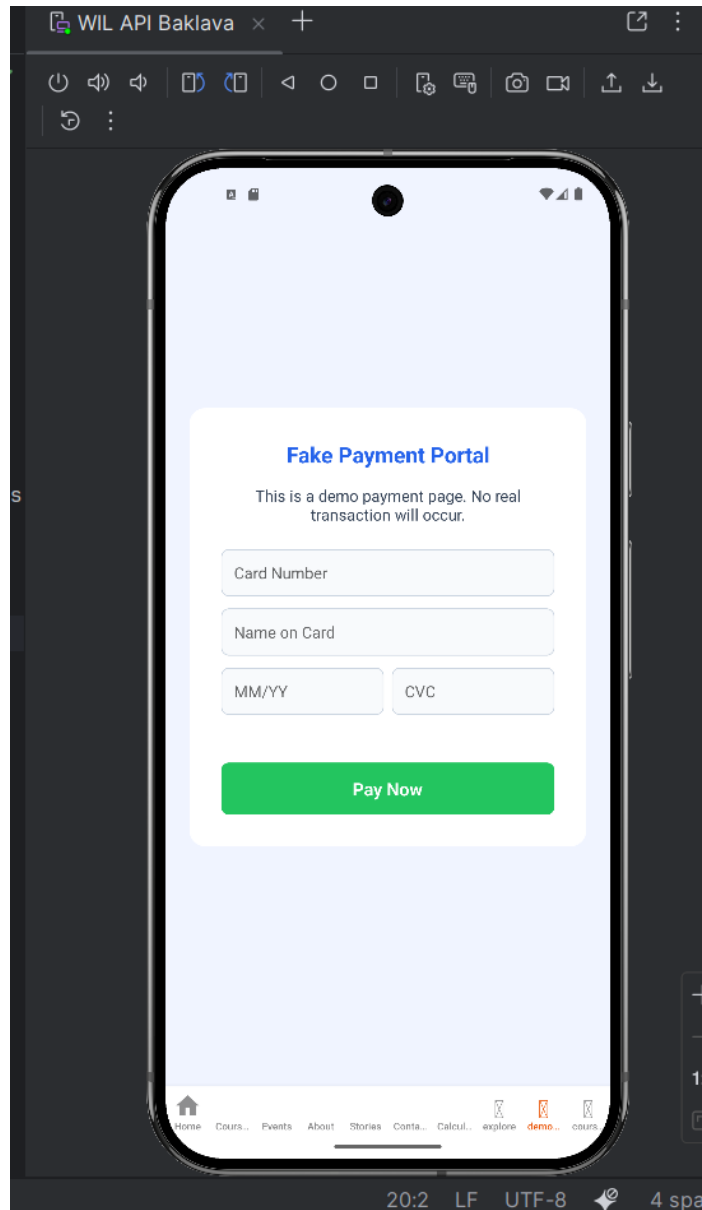 WIL API Baklava
Fake Payment Portal
This is a demo payment page. No real
transaction will occur.
Card Number
Name on Card
MM/YY
CVC
Pay Now
Home Cours... Events About Stories Conta... Calcul... explore demo... cours...
20:2 LF UTF-8 4 spa